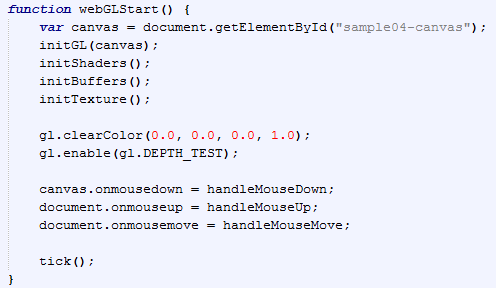 function webGLStart() {
    var canvas = document.getElementById("sample04-canvas");
    initGL(canvas);
    initShaders();
    initBuffers();
    initTexture();

    gl.clearColor(0.0, 0.0, 0.0, 1.0);
    gl.enable(gl.DEPTH_TEST);

    canvas.onmousedown = handleMouseDown;
    document.onmouseup = handleMouseUp;
    document.onmousemove = handleMouseMove;

    tick();
}